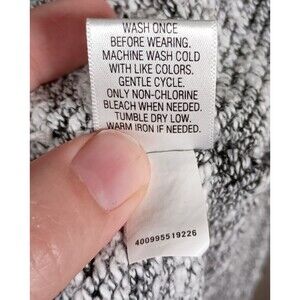 WASH ONCE
BEFORE WEARING.
MACHINE WASH COLD
WITH LIKE COLORS.
GENTLE CYCLE.
ONLY NON-CHLORINE
BLEACH WHEN NEEDED.
TUMBLE DRY LOW.
WARM IRON IF NEEDED.
400995519226